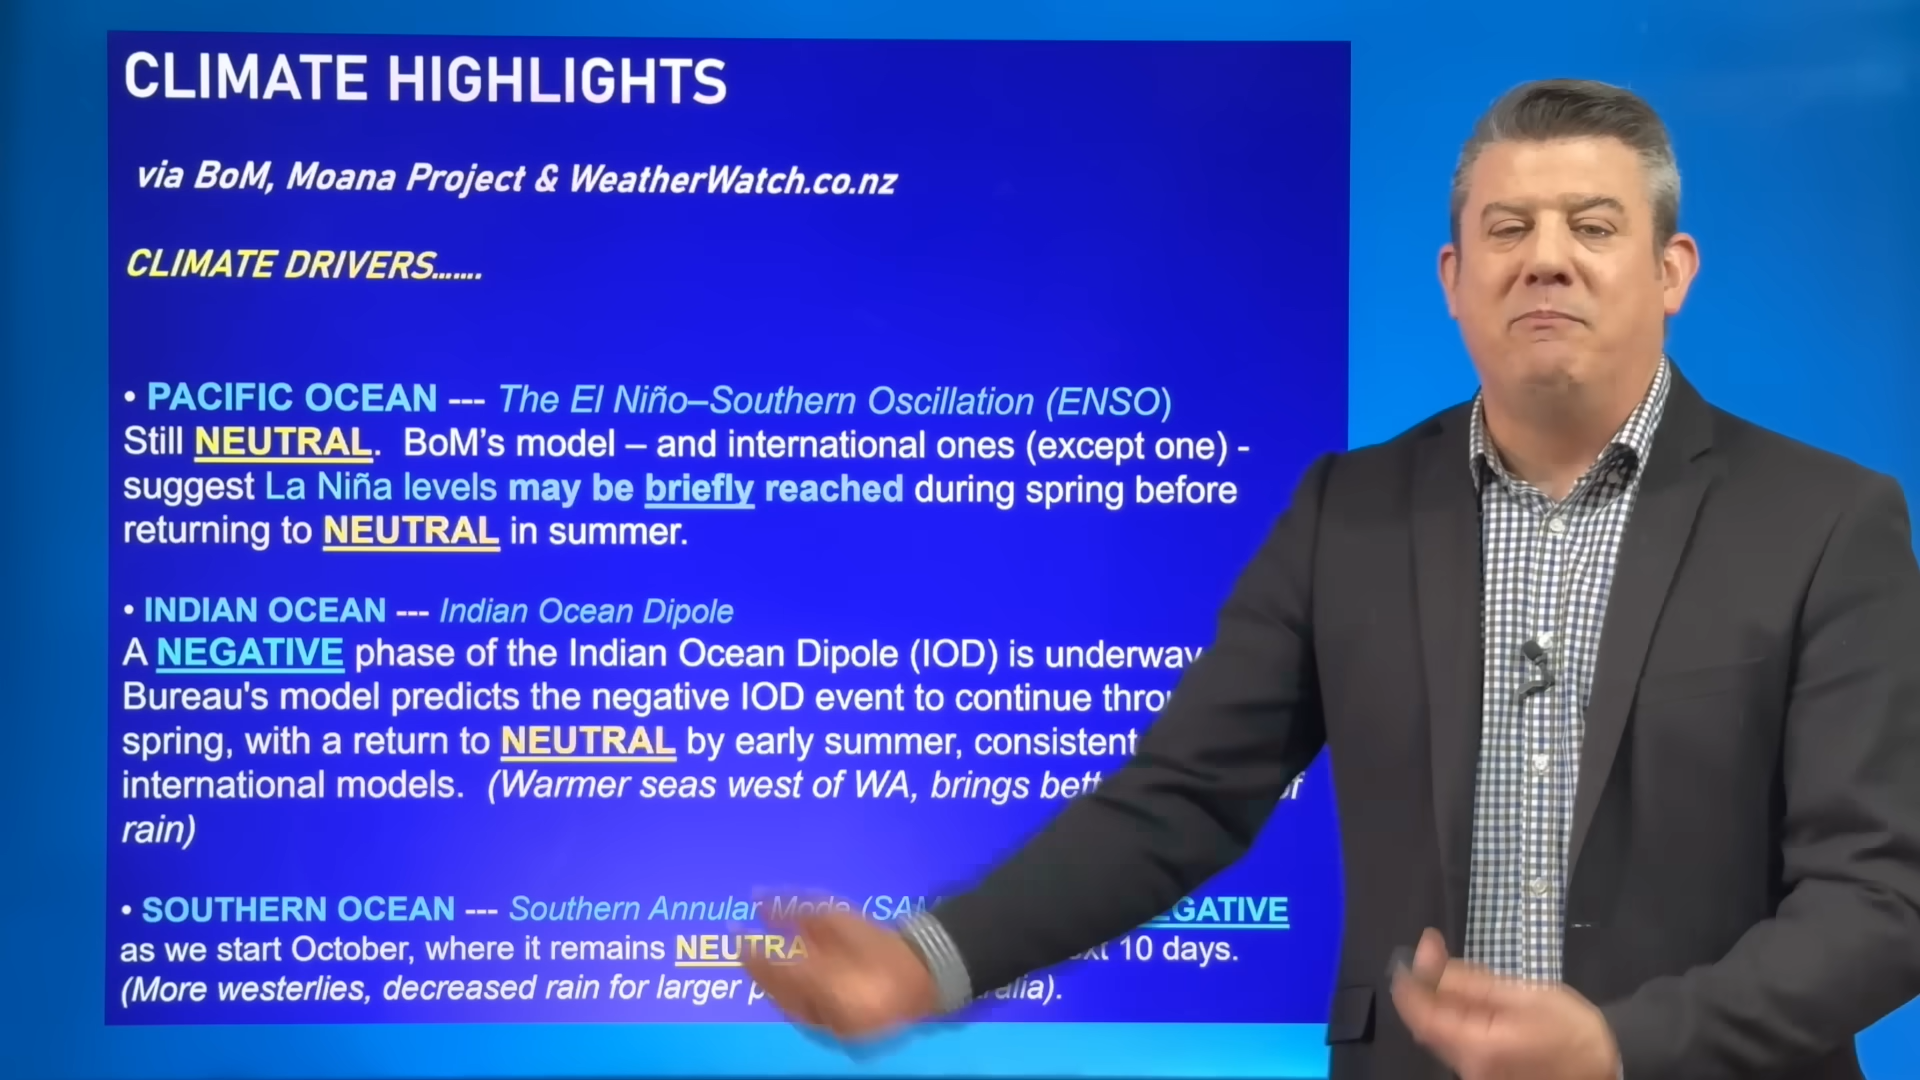 CLIMATE HIGHLIGHTS
via BoM, Moana Project & WeatherWatch.co.nz
CLIMATE DRIVERS.......
• PACIFIC OCEAN --- The El Niño–Southern Oscillation (ENSO)
Still NEUTRAL.  BoM’s model – and international ones (except one) -
suggest La Niña levels may be briefly reached during spring before
returning to NEUTRAL in summer.
• INDIAN OCEAN --- Indian Ocean Dipole
A NEGATIVE phase of the Indian Ocean Dipole (IOD) is underway
Bureau's model predicts the negative IOD event to continue
spring, with a return to NEUTRAL by early summer, consistent
international models.  (Warmer seas west of WA, brings
rain)
• SOUTHERN OCEAN --- Southern Annular Mode (SAM
as we start October, where it remains 10 days.
(More westerlies, decreased rain for larger